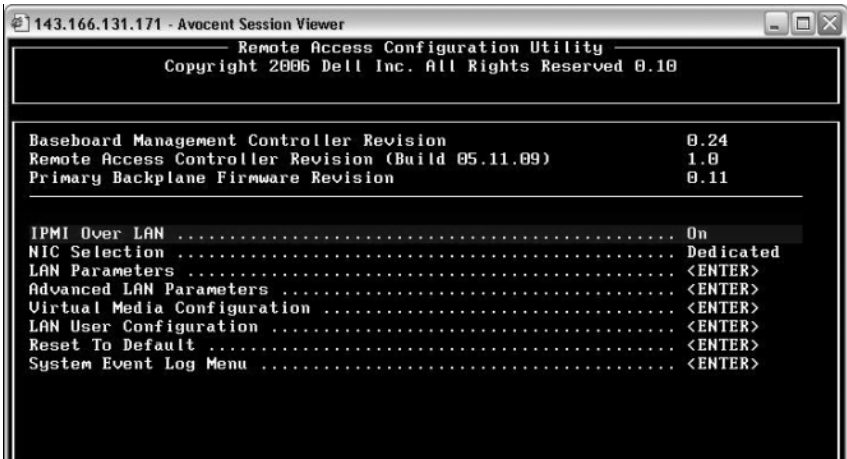 143.166.131.171 - Avocent Session Viewer
Remote Access Configuration Utility
Copyright 2006 Dell Inc. All Rights Reserved 0.10
Baseboard Management Controller Revision 0.24
Remote Access Controller Revision (Build 05.11.09) 1.0
Primary Backplane Firmware Revision 0.11
IPMI Over LAN ................................................ On
NIC Selection ................................................ Dedicated
LAN Parameters ............................................... <ENTER>
Advanced LAN Parameters ...................................... <ENTER>
Virtual Media Configuration .................................. <ENTER>
LAN User Configuration ....................................... <ENTER>
Reset To Default ............................................. <ENTER>
System Event Log Menu ........................................ <ENTER>